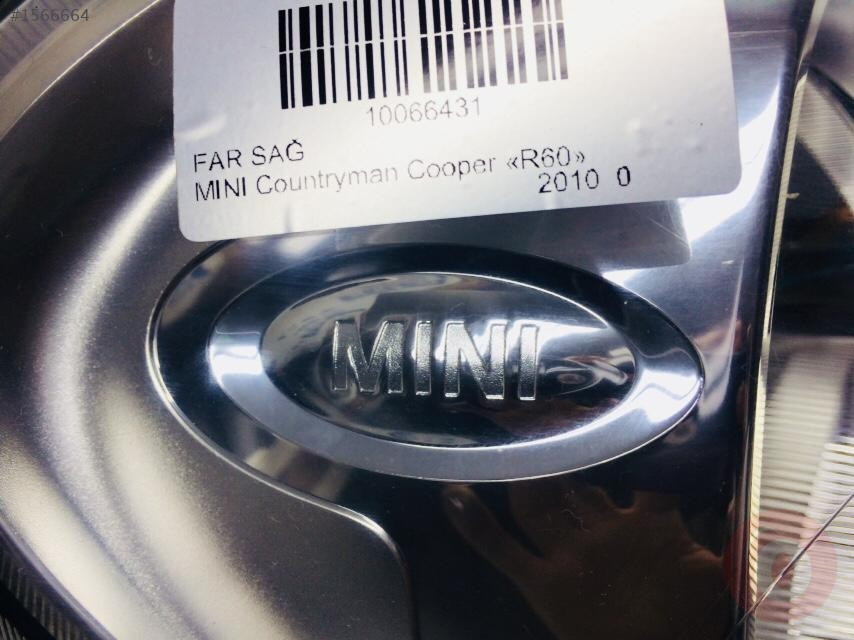 #1566664
10066431
FAR SAĞ
MINI Countryman Cooper «R60»
2010 0
MINI